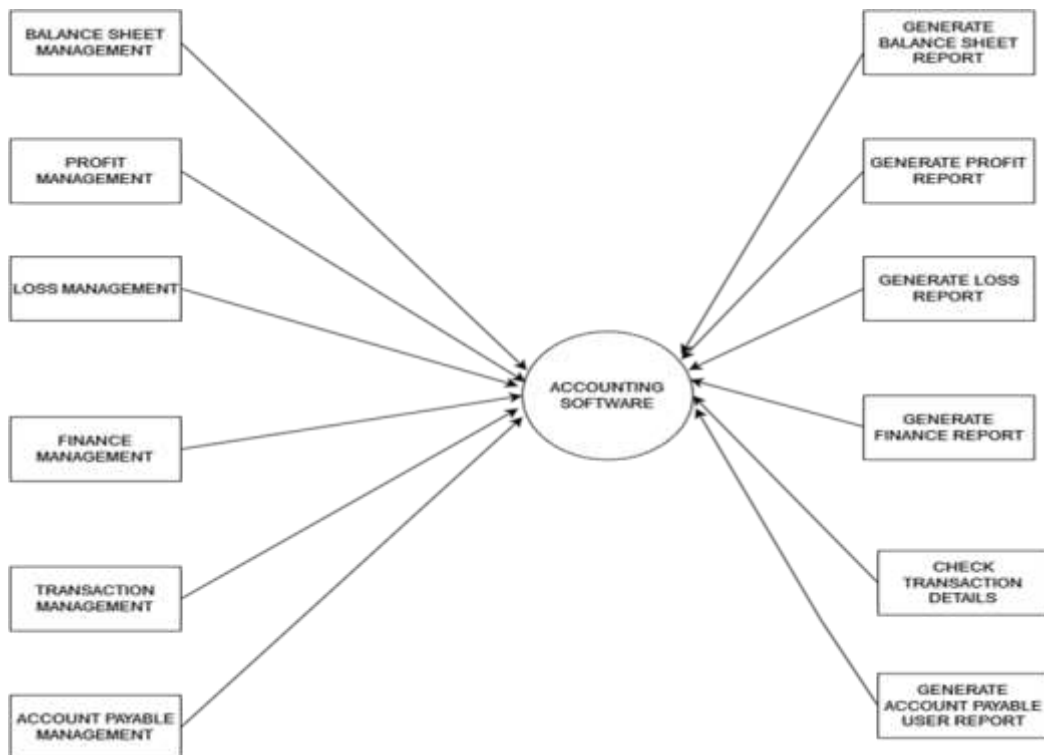 BALANCE SHEET
MANAGEMENT
PROFIT
MANAGEMENT
LOSS MANAGEMENT
FINANCE
MANAGEMENT
TRANSACTION
MANAGEMENT
ACCOUNT PAYABLE
MANAGEMENT
ACCOUNTING
SOFTWARE
GENERATE
BALANCE SHEET
REPORT
GENERATE PROFIT
REPORT
GENERATE LOSS
REPORT
GENERATE
FINANCE REPORT
CHECK
TRANSACTION
DETAILS
GENERATE
ACCOUNT PAYABLE
USER REPORT